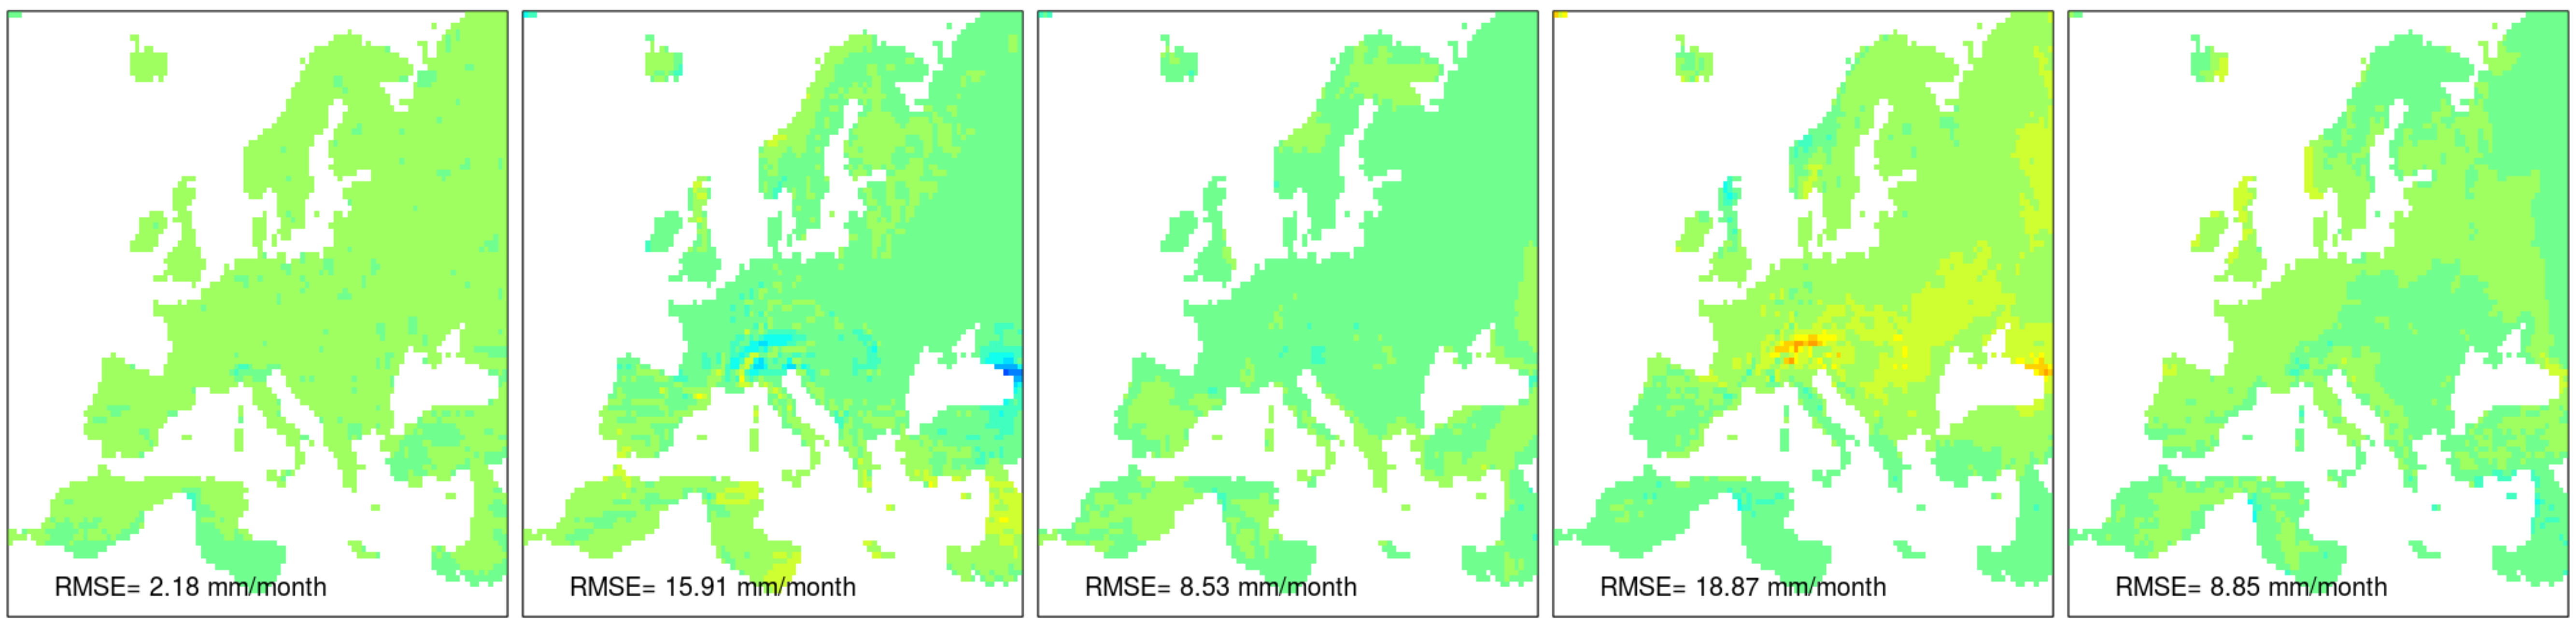 RMSE= 2.18 mm/month
RMSE= 15.91 mm/month
RMSE= 8.53 mm/month
RMSE= 18.87 mm/month
RMSE= 8.85 mm/month